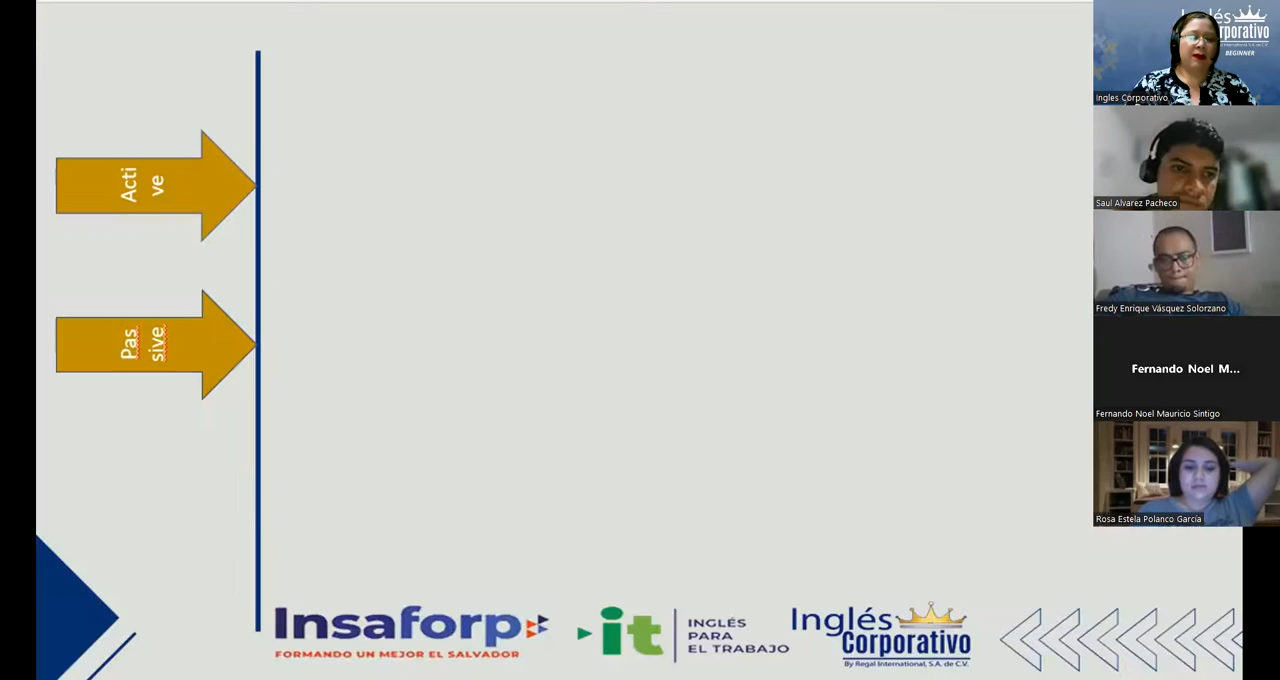 Acti
ve
Pas
sive
Insaforp
FORMANDO UN MEJOR EL SALVADOR
it
INGLÉS
PARA
EL TRABAJO
Inglés
Corporativo
By Regal International, S.A. de C.V.
Inglés
rporativo
BEGINNER
Ingles Corporativo
Saul Alvarez Pacheco
Fredy Enrique Vásquez Solorzano
Fernando Noel M...
Fernando Noel Mauricio Sintigo
Rosa Estela Polanco García